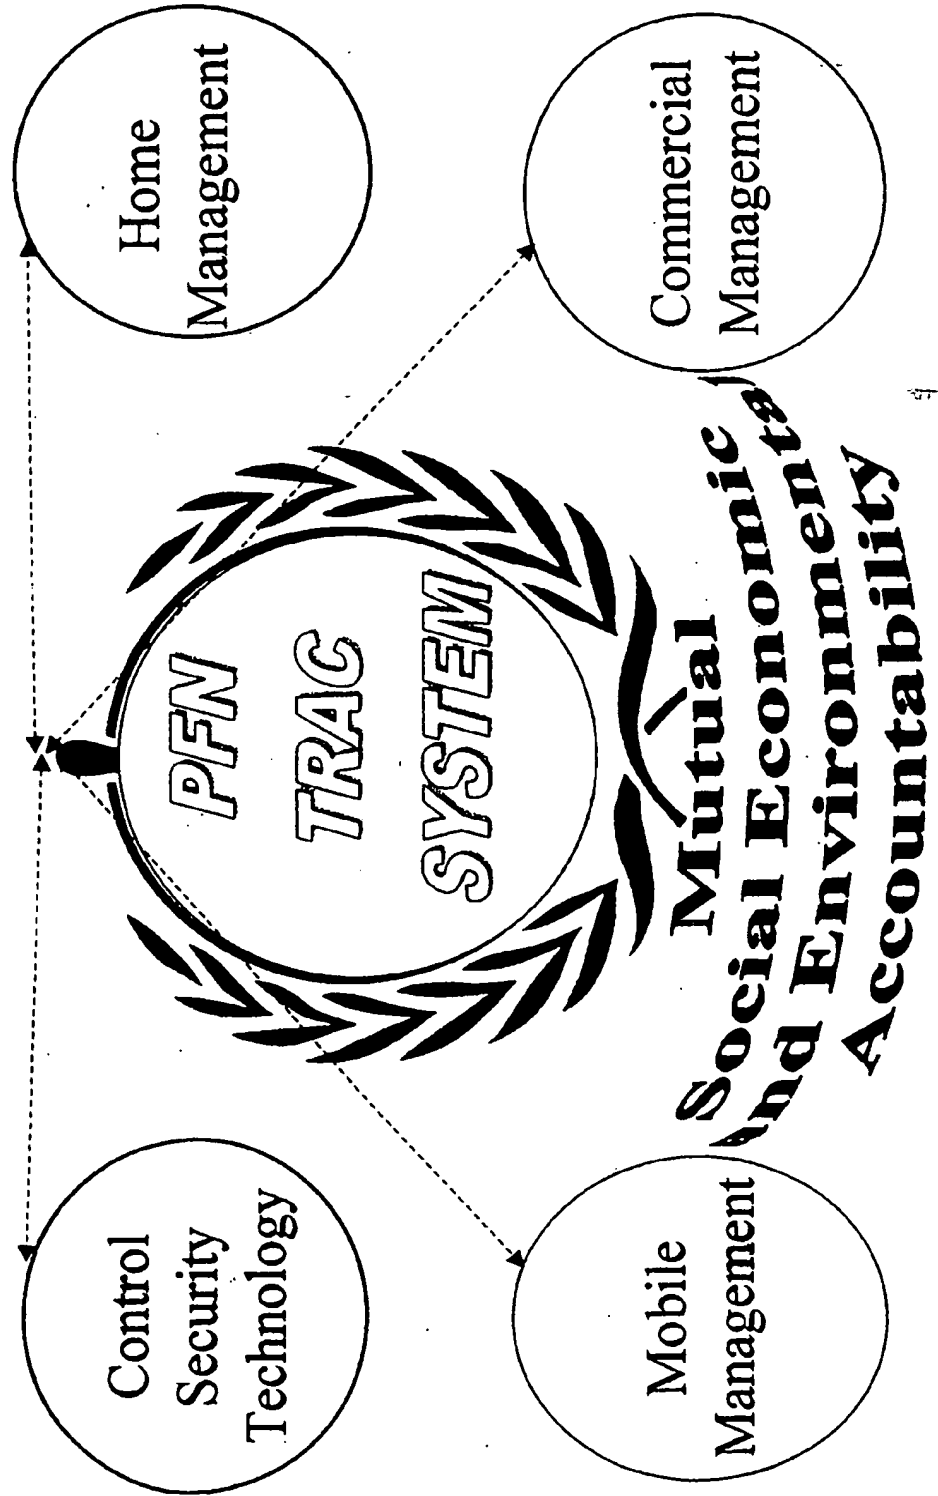 Control
Security
Technology
Home
Management
PFN
TRAC
SYSTEM
Mobile
Management
Commercial
Management
Mutual
Social Economic
And Environmental
Accountability